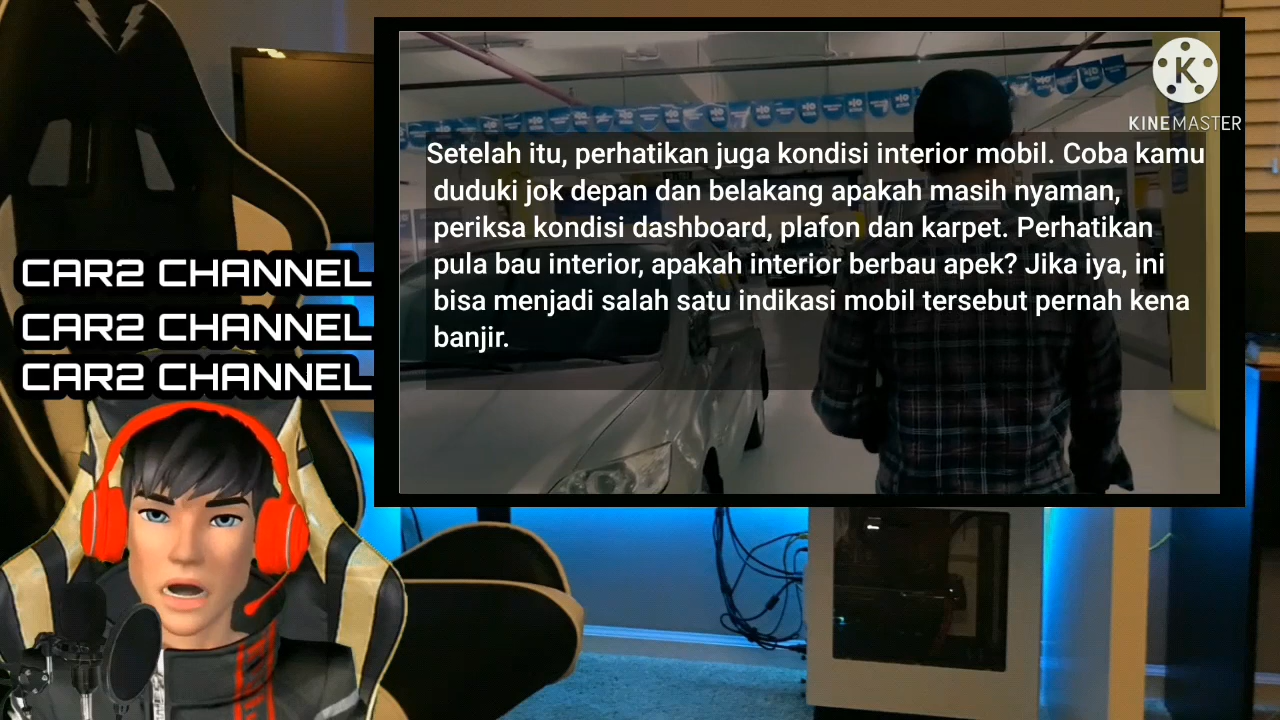 KINEMASTER
Setelah itu, perhatikan juga kondisi interior mobil. Coba kamu
duduki jok depan dan belakang apakah masih nyaman,
periksa kondisi dashboard, plafon dan karpet. Perhatikan
pula bau interior, apakah interior berbau apek? Jika iya, ini
bisa menjadi salah satu indikasi mobil tersebut pernah kena
banjir.
CAR2 CHANNEL
CAR2 CHANNEL
CAR2 CHANNEL